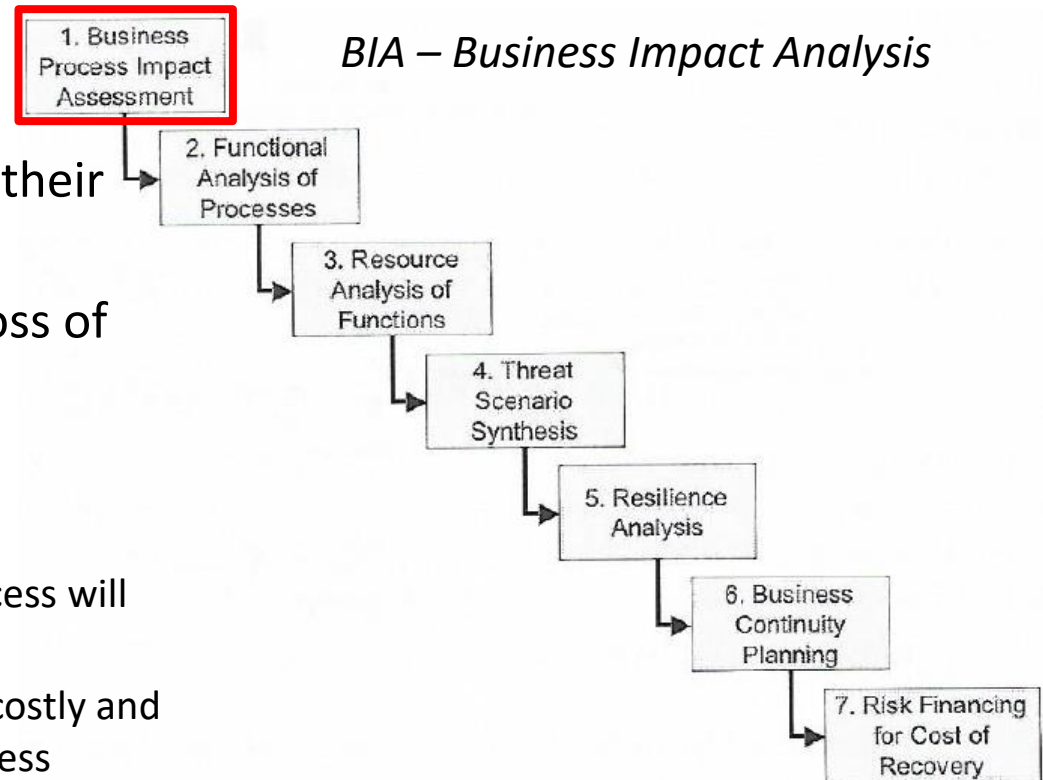 1. Business
Process Impact
Assessment
BIA – Business Impact Analysis
their
2. Functional
Analysis of
Processes
3. Resource
Analysis of
Functions
oss of
4. Threat
Scenario
Synthesis
5. Resilience
Analysis
cess will
6. Business
Continuity
Planning
costly and
ess
7. Risk Financing
for Cost of
Recovery